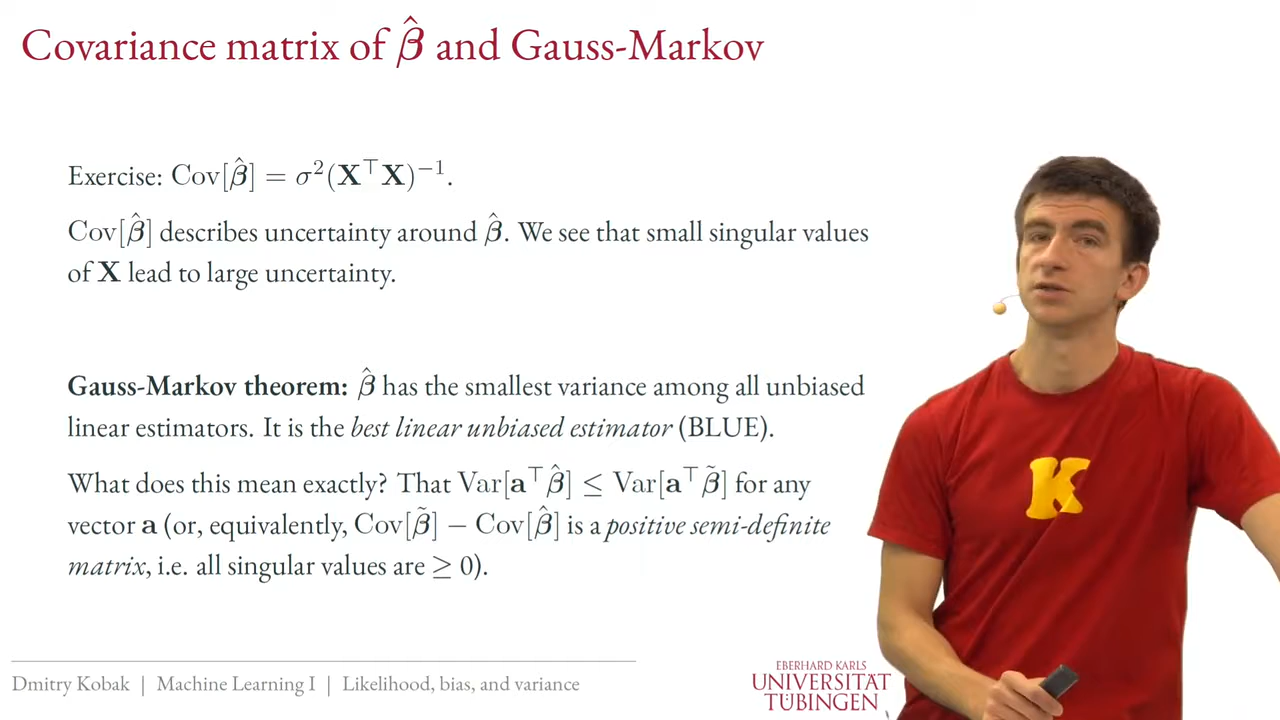 Covariance matrix of β̂ and Gauss-Markov
Exercise: Cov[β̂] = σ²(X⊤X)⁻¹.
Cov[β̂] describes uncertainty around β̂. We see that small singular values
of X lead to large uncertainty.
Gauss-Markov theorem: β̂ has the smallest variance among all unbiased
linear estimators. It is the best linear unbiased estimator (BLUE).
What does this mean exactly? That Var[a⊤β̂] ≤ Var[a⊤β̃] for any
vector a (or, equivalently, Cov[β̃] − Cov[β̂] is a positive semi-definite
matrix, i.e. all singular values are ≥ 0).
K
Dmitry Kobak | Machine Learning I | Likelihood, bias, and variance
EBERHARD KARLS
UNIVERSITÄT
TÜBINGEN